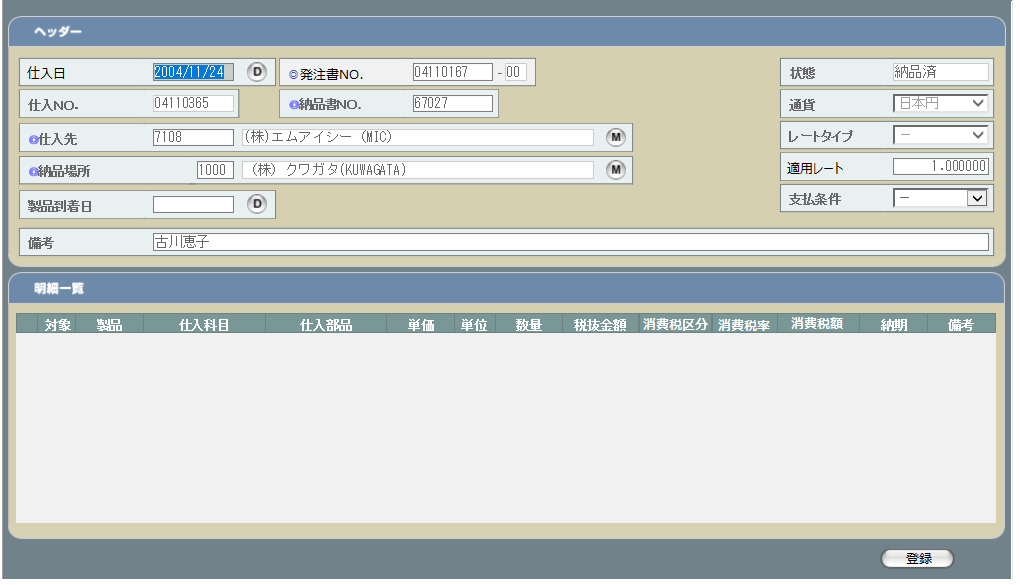 ヘッダー
仕入日 2004/11/24 D ◎発注書NO. 04110167 - 00 状態 納品済
仕入NO. 04110365 納品書NO. 67027 通貨 日本円
仕入先 7108 (株)エムアイシー (MIC) M レートタイプ ー
納品場所 1000 (株) クワガタ(KUWAGATA) M 適用レート 1.000000
製品到着日 D 支払条件 ー
備考 古川恵子
明細一覧
対象 製品 仕入科目 仕入部品 単価 単位 数量 税抜金額 消費税区分 消費税率 消費税額 納期 備考
登録